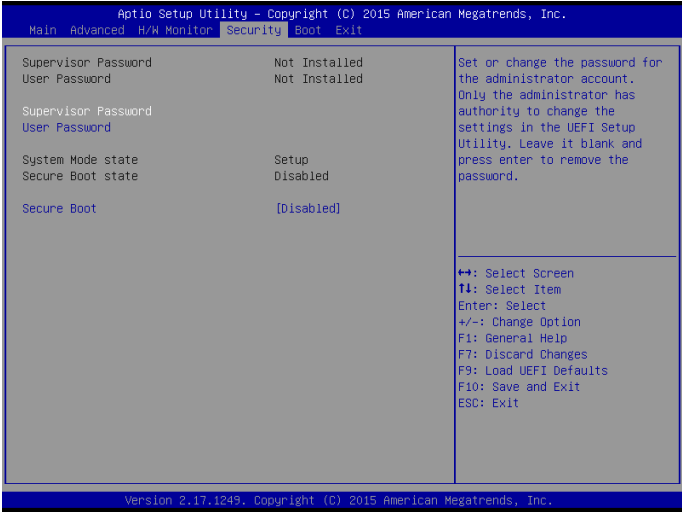 Aptio Setup Utility – Copyright (C) 2015 American Megatrends, Inc.
Main Advanced H/W Monitor Security Boot Exit
Supervisor Password Not Installed
User Password Not Installed
Supervisor Password
User Password
System Mode state Setup
Secure Boot state Disabled
Secure Boot [Disabled]
Set or change the password for
the administrator account.
Only the administrator has
authority to change the
settings in the UEFI Setup
Utility. Leave it blank and
press enter to remove the
password.
↔: Select Screen
↑↓: Select Item
Enter: Select
+/-: Change Option
F1: General Help
F7: Discard Changes
F9: Load UEFI Defaults
F10: Save and Exit
ESC: Exit
Version 2.17.1249. Copyright (C) 2015 American Megatrends, Inc.